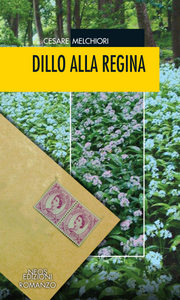 CESARE MELCHIORI
DILLO ALLA REGINA
NEOS
EDIZIONI
ROMANZO